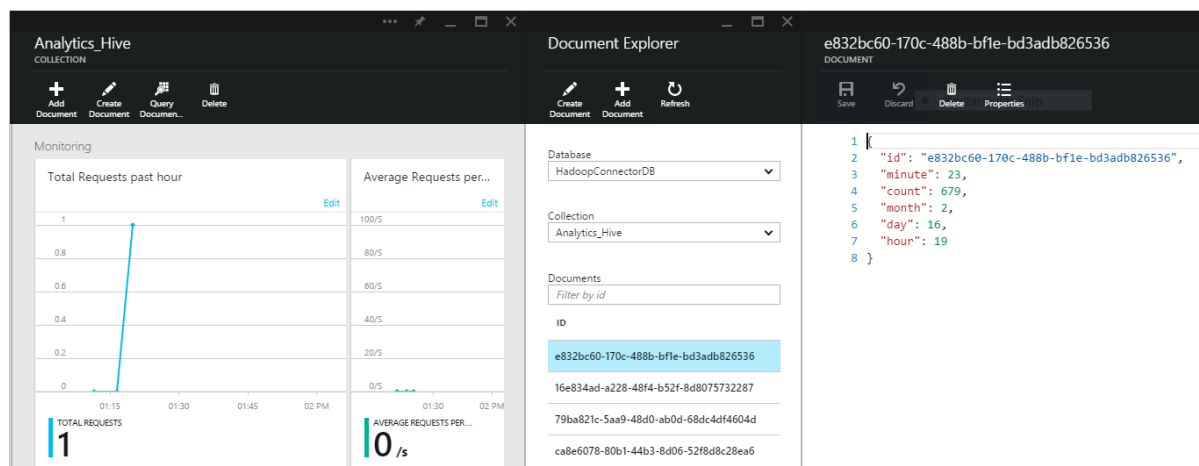 Analytics_Hive
COLLECTION
Add Document
Create Document
Query Documen...
Delete
Monitoring
Total Requests past hour
Edit
1
0.8
0.6
0.4
0.2
0
01:15 01:30 01:45 02 PM
TOTAL REQUESTS
1
Average Requests per...
Edit
100/S
80/S
60/S
40/S
20/S
0/S
01:30 02 PM
AVERAGE REQUESTS PER...
0 /s
Document Explorer
Create Document
Add Document
Refresh
Database
HadoopConnectorDB
Collection
Analytics_Hive
Documents
Filter by id
ID
e832bc60-170c-488b-bf1e-bd3adb826536
16e834ad-a228-48f4-b52f-8d8075732287
79ba821c-5aa9-48d0-ab0d-68dc4df4604d
ca8e6078-80b1-44b3-8d06-52f8d8c28ea6
e832bc60-170c-488b-bf1e-bd3adb826536
DOCUMENT
Save
Discard
Delete
Properties
1 {
2 "id": "e832bc60-170c-488b-bf1e-bd3adb826536",
3 "minute": 23,
4 "count": 679,
5 "month": 2,
6 "day": 16,
7 "hour": 19
8 }